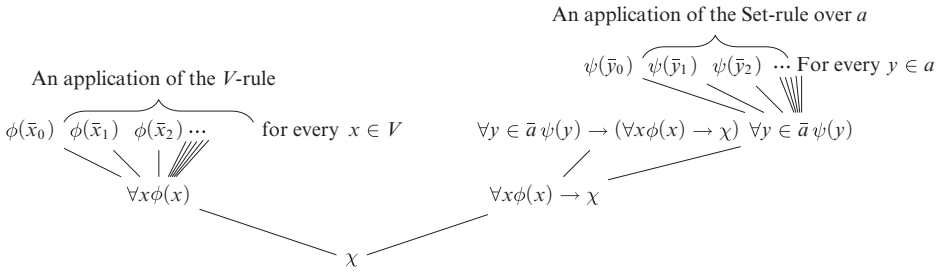 An application of the Set-rule over a
ψ(ȳ₀) ψ(ȳ₁) ψ(ȳ₂) ··· For every y ∈ a
An application of the V-rule
φ(x̄₀) φ(x̄₁) φ(x̄₂) ··· for every x ∈ V
∀y ∈ ā ψ(y) → (∀xφ(x) → χ) ∀y ∈ ā ψ(y)
∀xφ(x)
∀xφ(x) → χ
χ